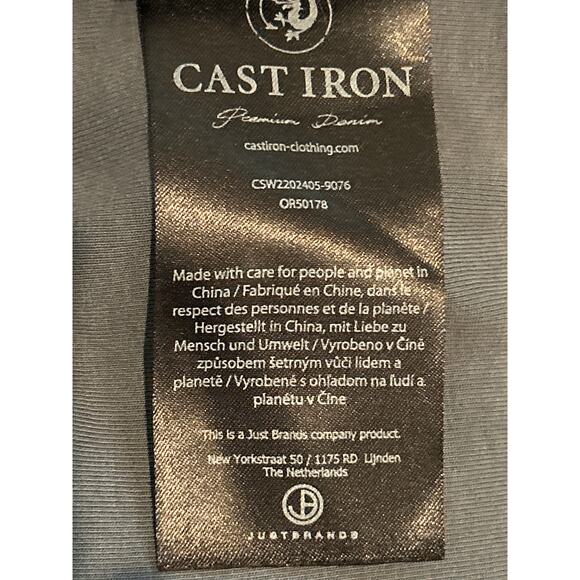 CAST IRON
Premium Denim
castiron-clothing.com
CSW2202405-9076
OR50178
Made with care for people and planet in
China / Fabriqué en Chine, dans le
respect des personnes et de la planète /
Hergestellt in China, mit Liebe zu
Mensch und Umwelt / Vyrobeno v Číně
způsobem šetrným vůči lidem a
planetě / Vyrobené s ohľadom na ľudí a
planétu v Číne
This is a Just Brands company product.
New Yorkstraat 50 / 1175 RD Lijnden
The Netherlands
JB
JUSTBRANDS